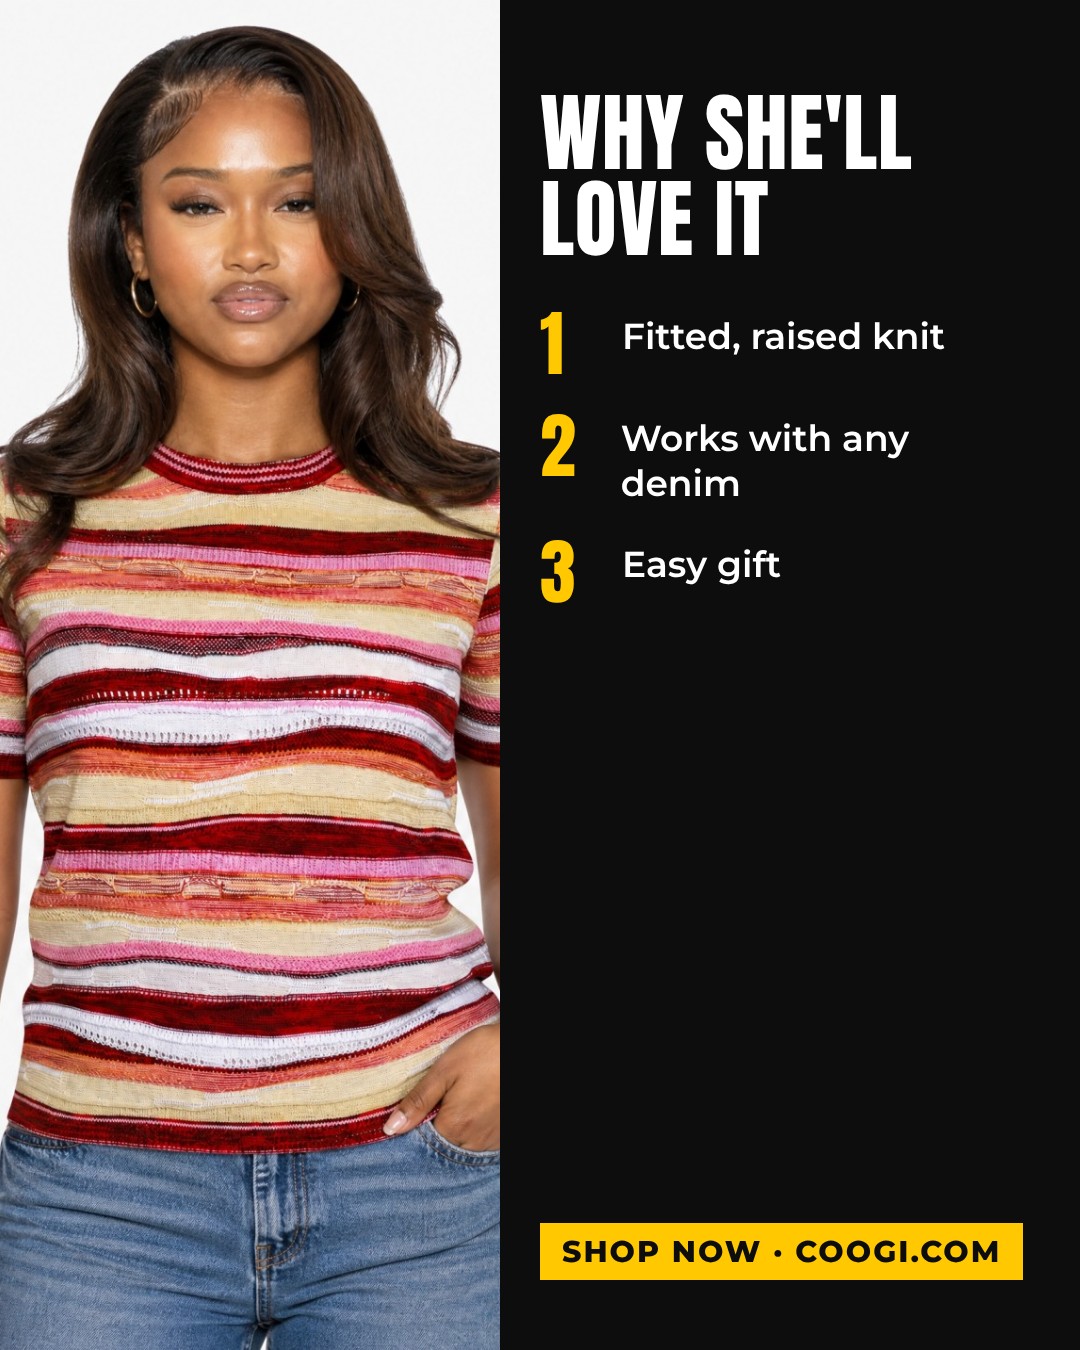 WHY SHE'LL
LOVE IT
1 Fitted, raised knit
2 Works with any
denim
3 Easy gift
SHOP NOW · COOGI.COM